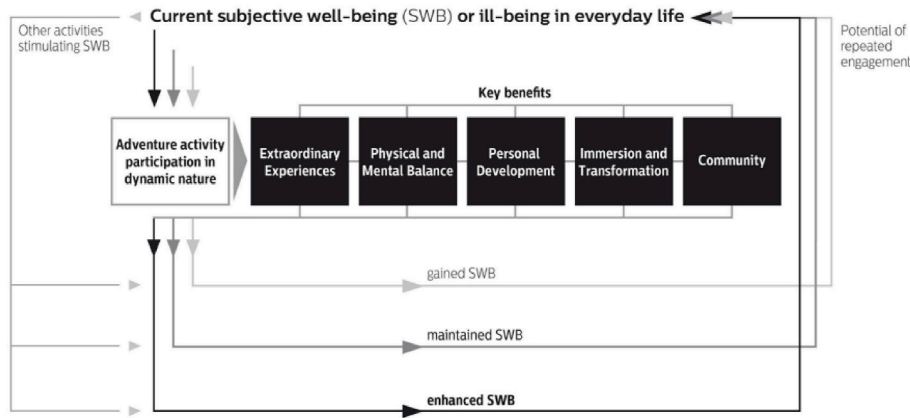 Current subjective well-being (SWB) or ill-being in everyday life
Other activities
stimulating SWB
Potential of
repeated
engagement
Key benefits
Adventure activity
participation in
dynamic nature
Extraordinary
Experiences
Physical and
Mental Balance
Personal
Development
Immersion and
Transformation
Community
gained SWB
maintained SWB
enhanced SWB